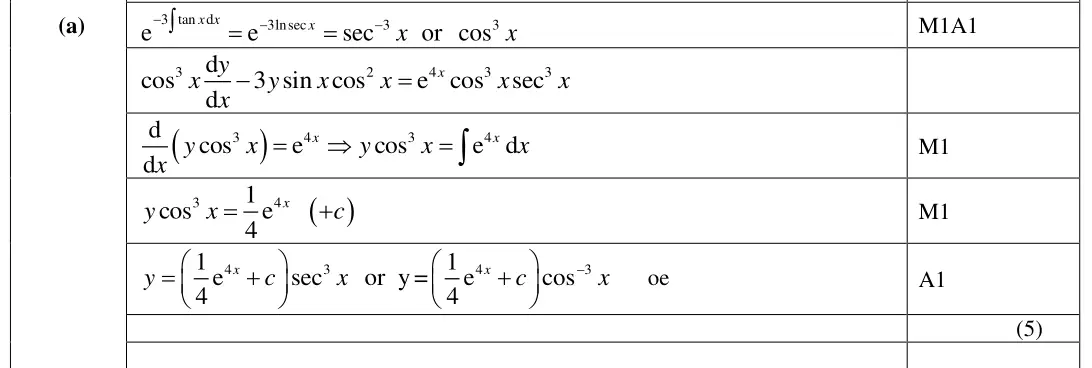 (a) e^{-3∫tan x dx} = e^{-3 ln sec x} = sec^{-3} x or cos^3 x M1A1
cos^3 x dy/dx − 3y sin x cos^2 x = e^{4x} cos^3 x sec^3 x
d/dx (y cos^3 x) = e^{4x} ⇒ y cos^3 x = ∫ e^{4x} dx M1
y cos^3 x = 1/4 e^{4x} (+c) M1
y = (1/4 e^{4x} + c) sec^3 x or y = (1/4 e^{4x} + c) cos^{-3} x oe A1
(5)